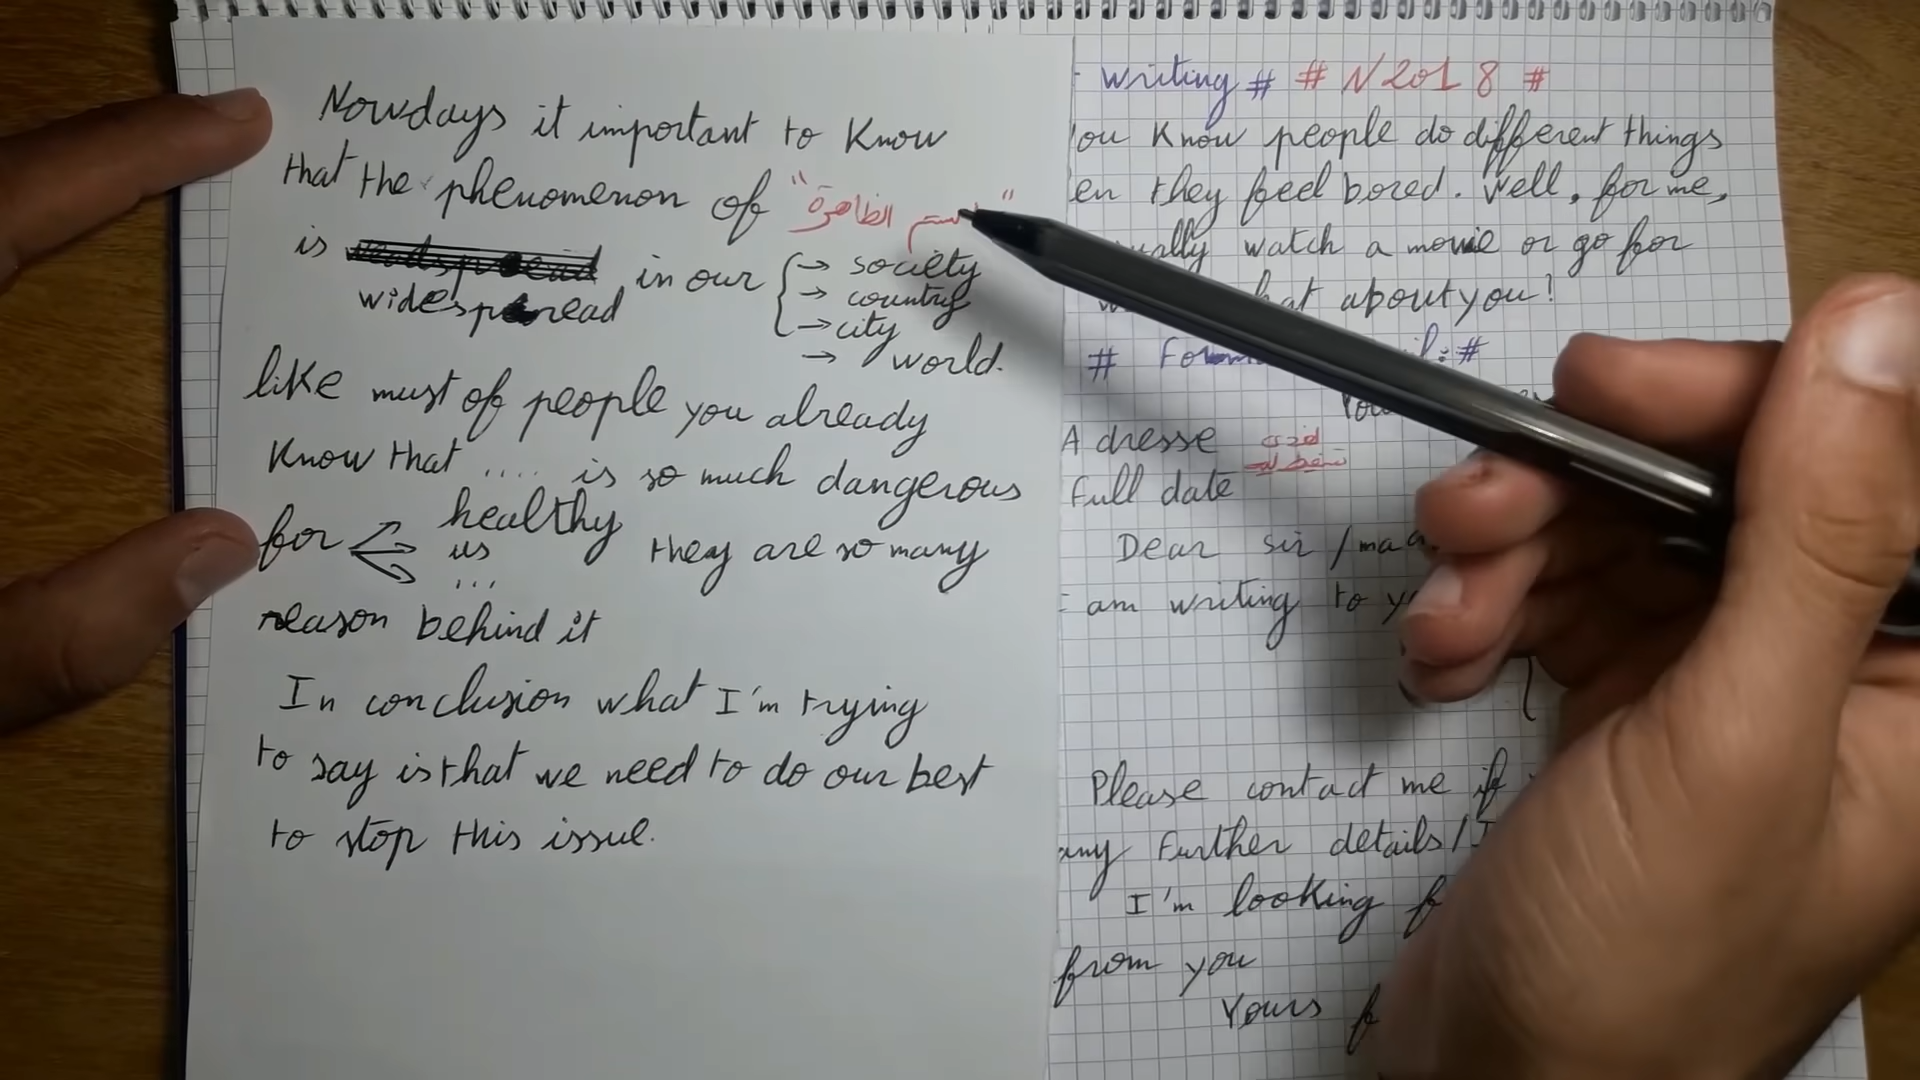 Nowdays it important to Know
that the phenomenon of "اسم الظاهرة"
is widespread in our → society
→ country
→ city
→ world.
like must of people you already
Know that .... is so much dangerous
for healthy
us they are so many
...
reason behind it
In conclusion what I'm trying
to say is that we need to do our best
to stop this issue.
Writing # # N 2018 #
ou Know people do different things
en they feel bored. Well, for me,
ually watch a movie or go for
hat about you!
#
Adresse
Full date
Dear sir /
am writing to
Please contact me if
any further details/I
I'm looking f
from you
Yours f